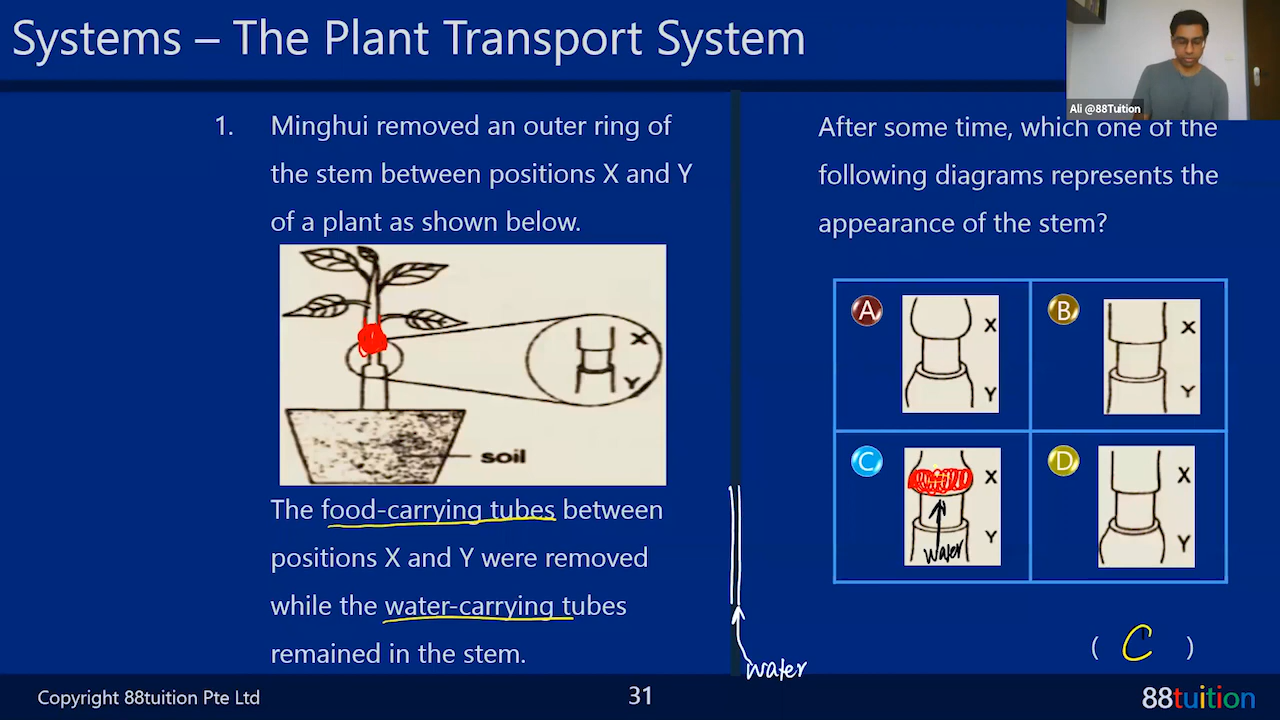 Systems – The Plant Transport System
Ali @88Tuition
1. Minghui removed an outer ring of
the stem between positions X and Y
of a plant as shown below.
X
Y
soil
The food-carrying tubes between
positions X and Y were removed
while the water-carrying tubes
remained in the stem.
water
After some time, which one of the
following diagrams represents the
appearance of the stem?
A
X
Y
B
X
Y
C
X
Y
water
D
X
Y
( C )
Copyright 88tuition Pte Ltd
31
88tuition